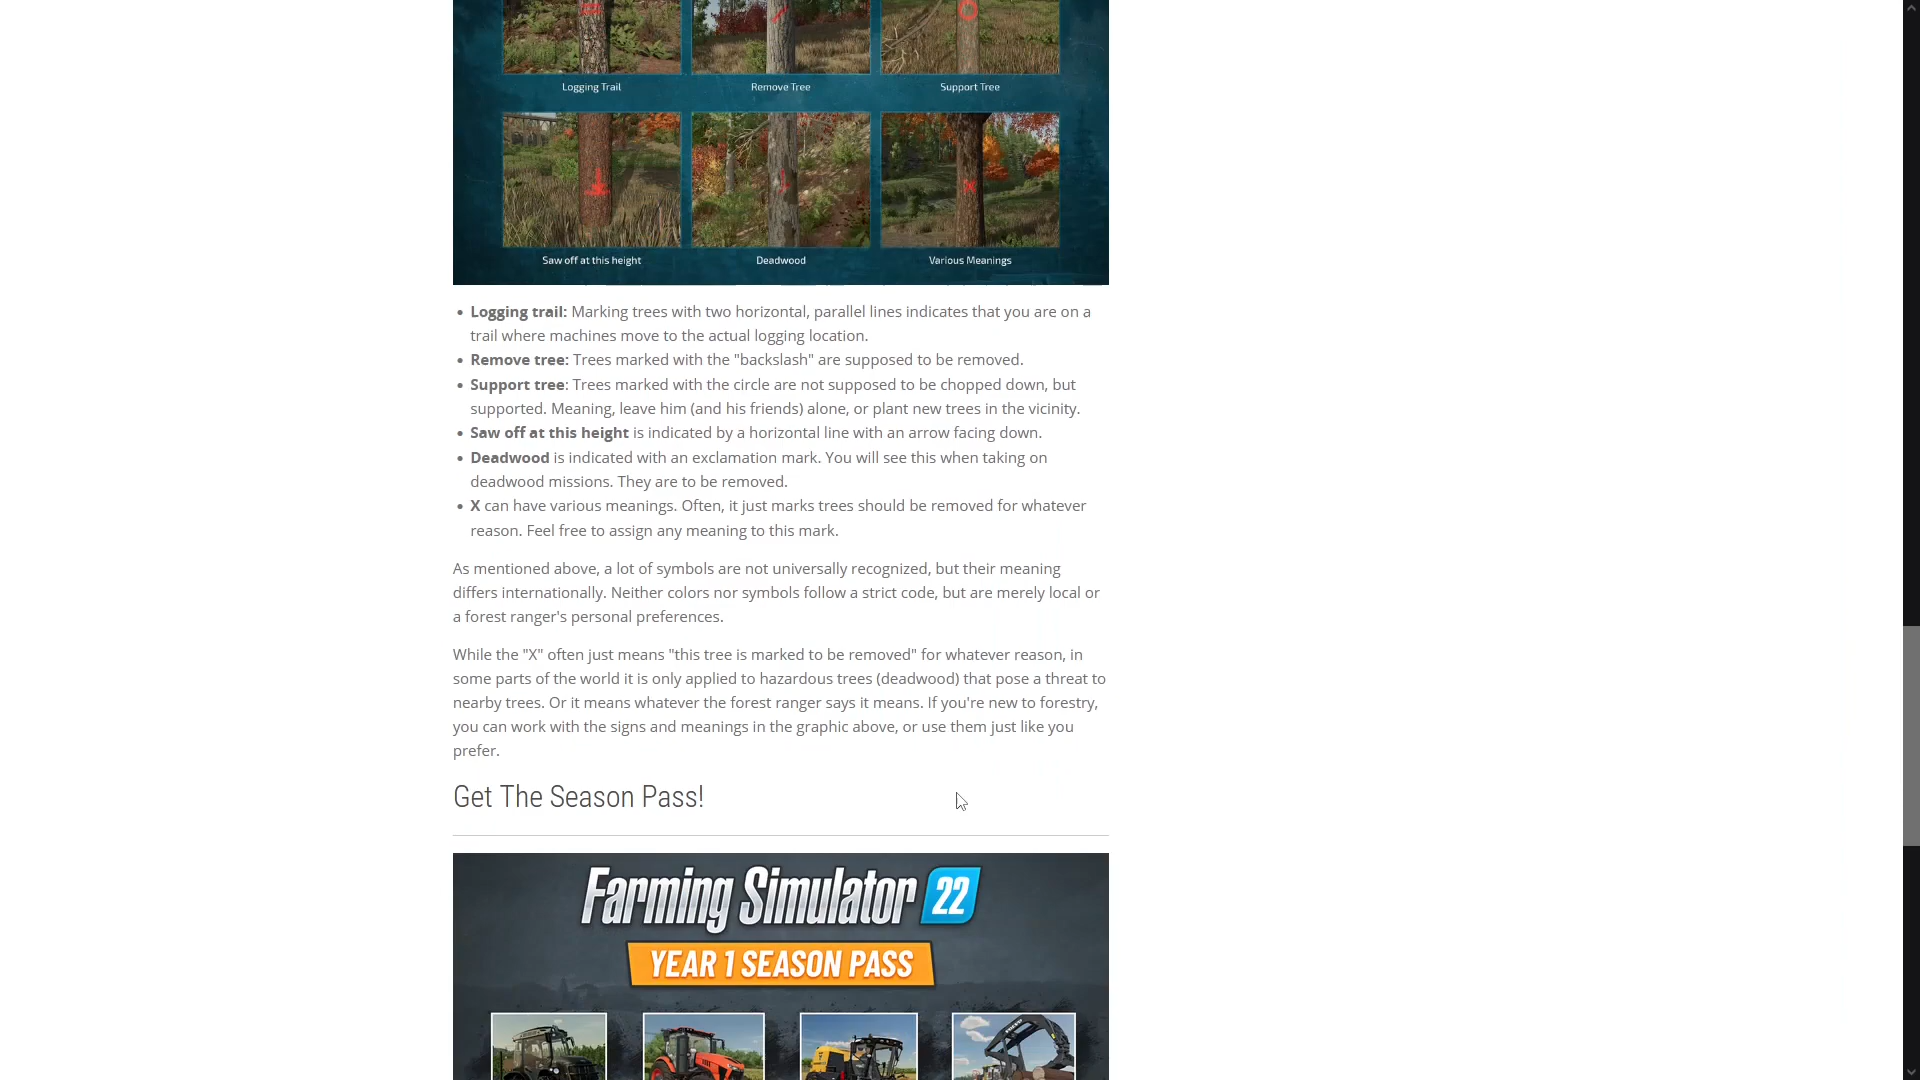 Logging Trail
Remove Tree
Support Tree
Saw off at this height
Deadwood
Various Meanings
• Logging trail: Marking trees with two horizontal, parallel lines indicates that you are on a
trail where machines move to the actual logging location.
• Remove tree: Trees marked with the "backslash" are supposed to be removed.
• Support tree: Trees marked with the circle are not supposed to be chopped down, but
supported. Meaning, leave him (and his friends) alone, or plant new trees in the vicinity.
• Saw off at this height is indicated by a horizontal line with an arrow facing down.
• Deadwood is indicated with an exclamation mark. You will see this when taking on
deadwood missions. They are to be removed.
• X can have various meanings. Often, it just marks trees should be removed for whatever
reason. Feel free to assign any meaning to this mark.
As mentioned above, a lot of symbols are not universally recognized, but their meaning
differs internationally. Neither colors nor symbols follow a strict code, but are merely local or
a forest ranger's personal preferences.
While the "X" often just means "this tree is marked to be removed" for whatever reason, in
some parts of the world it is only applied to hazardous trees (deadwood) that pose a threat to
nearby trees. Or it means whatever the forest ranger says it means. If you're new to forestry,
you can work with the signs and meanings in the graphic above, or use them just like you
prefer.
Get The Season Pass!
Farming Simulator 22
YEAR 1 SEASON PASS
VOLVO